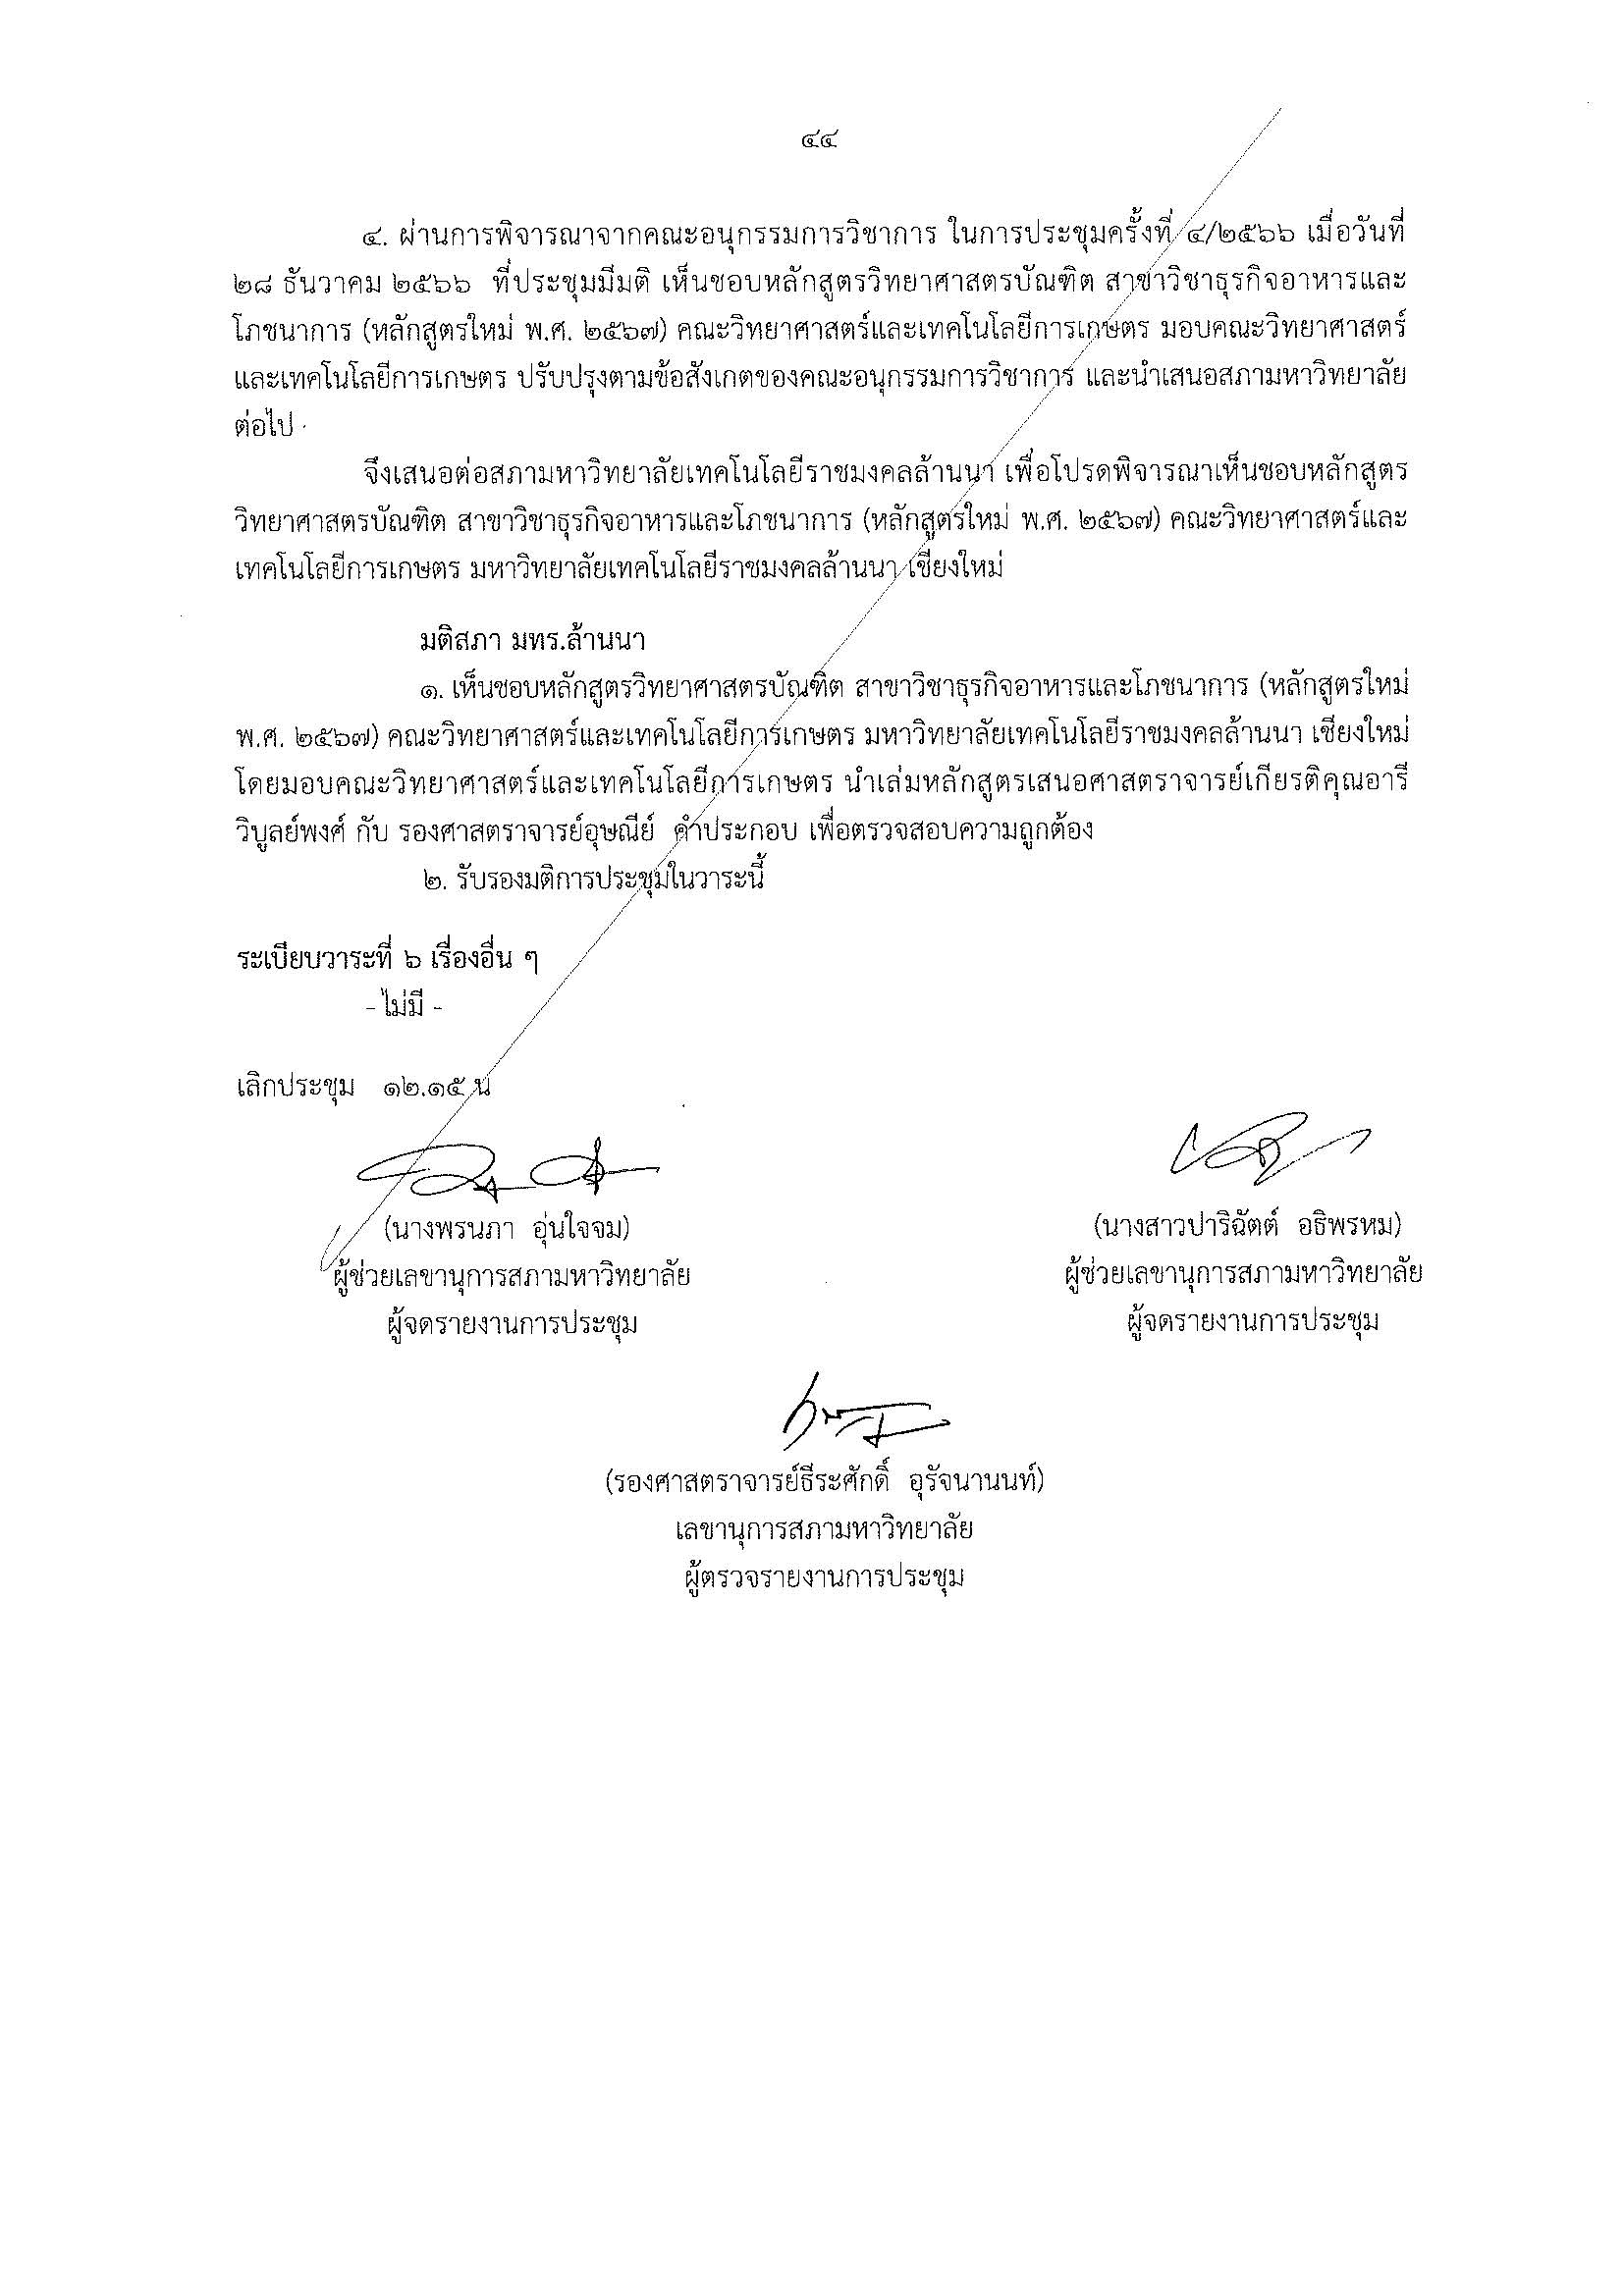 ๔๔
๔. ผ่านการพิจารณาจากคณะอนุกรรมการวิชาการ ในการประชุมครั้งที่ ๔/๒๕๖๖ เมื่อวันที่
๒๘ ธันวาคม ๒๕๖๖ ที่ประชุมมีมติ เห็นชอบหลักสูตรวิทยาศาสตรบัณฑิต สาขาวิชาธุรกิจอาหารและ
โภชนาการ (หลักสูตรใหม่ พ.ศ. ๒๕๖๗) คณะวิทยาศาสตร์และเทคโนโลยีการเกษตร มอบคณะวิทยาศาสตร์
และเทคโนโลยีการเกษตร ปรับปรุงตามข้อสังเกตของคณะอนุกรรมการวิชาการ และนำเสนอสภามหาวิทยาลัย
ต่อไป
จึงเสนอต่อสภามหาวิทยาลัยเทคโนโลยีราชมงคลล้านนา เพื่อโปรดพิจารณาเห็นชอบหลักสูตร
วิทยาศาสตรบัณฑิต สาขาวิชาธุรกิจอาหารและโภชนาการ (หลักสูตรใหม่ พ.ศ. ๒๕๖๗) คณะวิทยาศาสตร์และ
เทคโนโลยีการเกษตร มหาวิทยาลัยเทคโนโลยีราชมงคลล้านนา เชียงใหม่
มติสภา มทร.ล้านนา
๑. เห็นชอบหลักสูตรวิทยาศาสตรบัณฑิต สาขาวิชาธุรกิจอาหารและโภชนาการ (หลักสูตรใหม่
พ.ศ. ๒๕๖๗) คณะวิทยาศาสตร์และเทคโนโลยีการเกษตร มหาวิทยาลัยเทคโนโลยีราชมงคลล้านนา เชียงใหม่
โดยมอบคณะวิทยาศาสตร์และเทคโนโลยีการเกษตร นำเล่มหลักสูตรเสนอศาสตราจารย์เกียรติคุณอารี
วิบูลย์พงศ์ กับ รองศาสตราจารย์อุษณีย์ คำประกอบ เพื่อตรวจสอบความถูกต้อง
๒. รับรองมติการประชุมในวาระนี้
ระเบียบวาระที่ ๖ เรื่องอื่น ๆ
- ไม่มี -
เลิกประชุม ๑๒.๑๕ น
(นางพรนภา อุ่นใจจม) (นางสาวปาริฉัตต์ อธิพรหม)
ผู้ช่วยเลขานุการสภามหาวิทยาลัย ผู้ช่วยเลขานุการสภามหาวิทยาลัย
ผู้จดรายงานการประชุม ผู้จดรายงานการประชุม
(รองศาสตราจารย์ธีระศักดิ์ อุรัจนานนท์)
เลขานุการสภามหาวิทยาลัย
ผู้ตรวจรายงานการประชุม